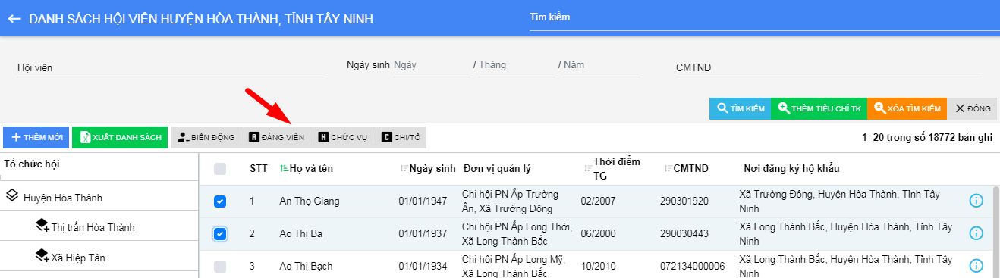 DANH SÁCH HỘI VIÊN HUYỆN HÒA THÀNH, TỈNH TÂY NINH
Tìm kiếm
Hội viên
Ngày sinh Ngày / Tháng / Năm
CMTND
TÌM KIẾM
THÊM TIÊU CHÍ TK
XÓA TÌM KIẾM
ĐÓNG
THÊM MỚI
XUẤT DANH SÁCH
BIẾN ĐỘNG
ĐẢNG VIÊN
CHỨC VỤ
CHI/TỔ
1- 20 trong số 18772 bản ghi
Tổ chức hội
Huyện Hòa Thành
Thị trấn Hòa Thành
Xã Hiệp Tân
STT Họ và tên Ngày sinh Đơn vị quản lý Thời điểm TG CMTND Nơi đăng ký hộ khẩu
1 An Thọ Giang 01/01/1947 Chi hội PN Ấp Trường Ân, Xã Trường Đông 02/2007 290301920 Xã Trường Đông, Huyện Hòa Thành, Tỉnh Tây Ninh
2 Ao Thị Ba 01/01/1937 Chi hội PN Ấp Long Thời, Xã Long Thành Bắc 06/2000 290030443 Xã Long Thành Bắc, Huyện Hòa Thành, Tỉnh Tây Ninh
3 Ao Thị Bạch 01/01/1934 Chi hội PN Ấp Long Mỹ, Xã Long Thành Bắc 10/2010 072134000006 Xã Long Thành Bắc, Huyện Hòa Thành, Tỉnh Tây Ninh